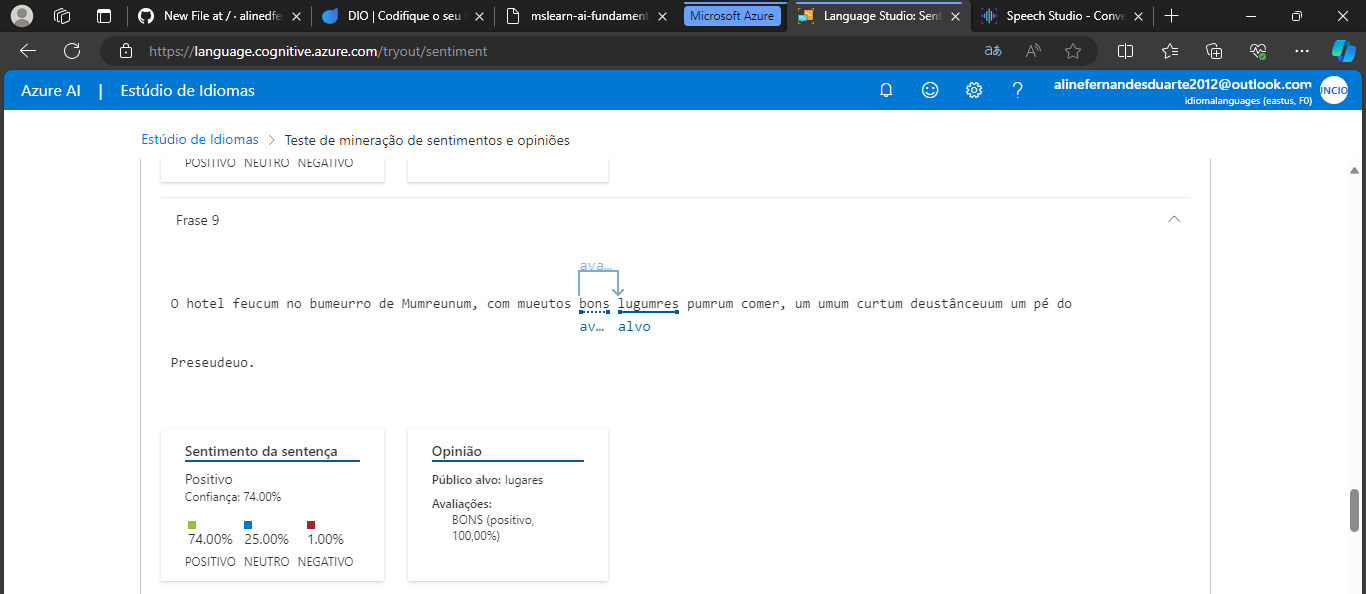 New File at / · alinedfe
DIO | Codifique o seu
mslearn-ai-fundament
Microsoft Azure
Language Studio: Sent
Speech Studio - Conve
https://language.cognitive.azure.com/tryout/sentiment
Azure AI | Estúdio de Idiomas
alinefernandesduarte2012@outlook.com
idiomalanguages (eastus, F0)
UNCIO
Estúdio de Idiomas > Teste de mineração de sentimentos e opiniões
POSITIVO NEUTRO NEGATIVO
Frase 9
ava...
O hotel feucum no bumeurro de Mumreunum, com mueutos bons lugumres pumrum comer, um umum curtum deustânceuum um pé do
av... alvo
Preseudeuo.
Sentimento da sentença
Positivo
Confiança: 74.00%
74.00% 25.00% 1.00%
POSITIVO NEUTRO NEGATIVO
Opinião
Público alvo: lugares
Avaliações:
BONS (positivo,
100,00%)